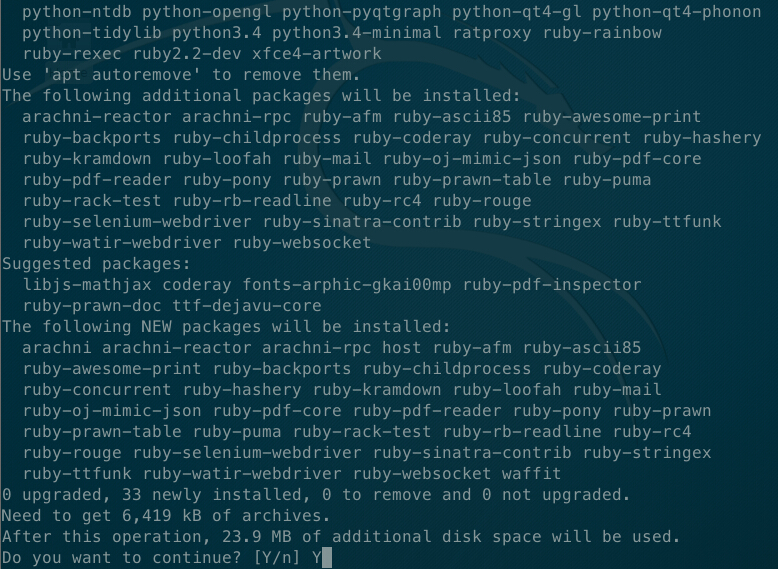 python-ntdb python-opengl python-pyqtgraph python-qt4-gl python-qt4-phonon
python-tidylib python3.4 python3.4-minimal ratproxy ruby-rainbow
ruby-rexec ruby2.2-dev xfce4-artwork
Use 'apt autoremove' to remove them.
The following additional packages will be installed:
arachni-reactor arachni-rpc ruby-afm ruby-ascii85 ruby-awesome-print
ruby-backports ruby-childprocess ruby-coderay ruby-concurrent ruby-hashery
ruby-kramdown ruby-loofah ruby-mail ruby-oj-mimic-json ruby-pdf-core
ruby-pdf-reader ruby-pony ruby-prawn ruby-prawn-table ruby-puma
ruby-rack-test ruby-rb-readline ruby-rc4 ruby-rouge
ruby-selenium-webdriver ruby-sinatra-contrib ruby-stringex ruby-ttfunk
ruby-watir-webdriver ruby-websocket
Suggested packages:
libjs-mathjax coderay fonts-arphic-gkai00mp ruby-pdf-inspector
ruby-prawn-doc ttf-dejavu-core
The following NEW packages will be installed:
arachni arachni-reactor arachni-rpc host ruby-afm ruby-ascii85
ruby-awesome-print ruby-backports ruby-childprocess ruby-coderay
ruby-concurrent ruby-hashery ruby-kramdown ruby-loofah ruby-mail
ruby-oj-mimic-json ruby-pdf-core ruby-pdf-reader ruby-pony ruby-prawn
ruby-prawn-table ruby-puma ruby-rack-test ruby-rb-readline ruby-rc4
ruby-rouge ruby-selenium-webdriver ruby-sinatra-contrib ruby-stringex
ruby-ttfunk ruby-watir-webdriver ruby-websocket waffit
0 upgraded, 33 newly installed, 0 to remove and 0 not upgraded.
Need to get 6,419 kB of archives.
After this operation, 23.9 MB of additional disk space will be used.
Do you want to continue? [Y/n] Y